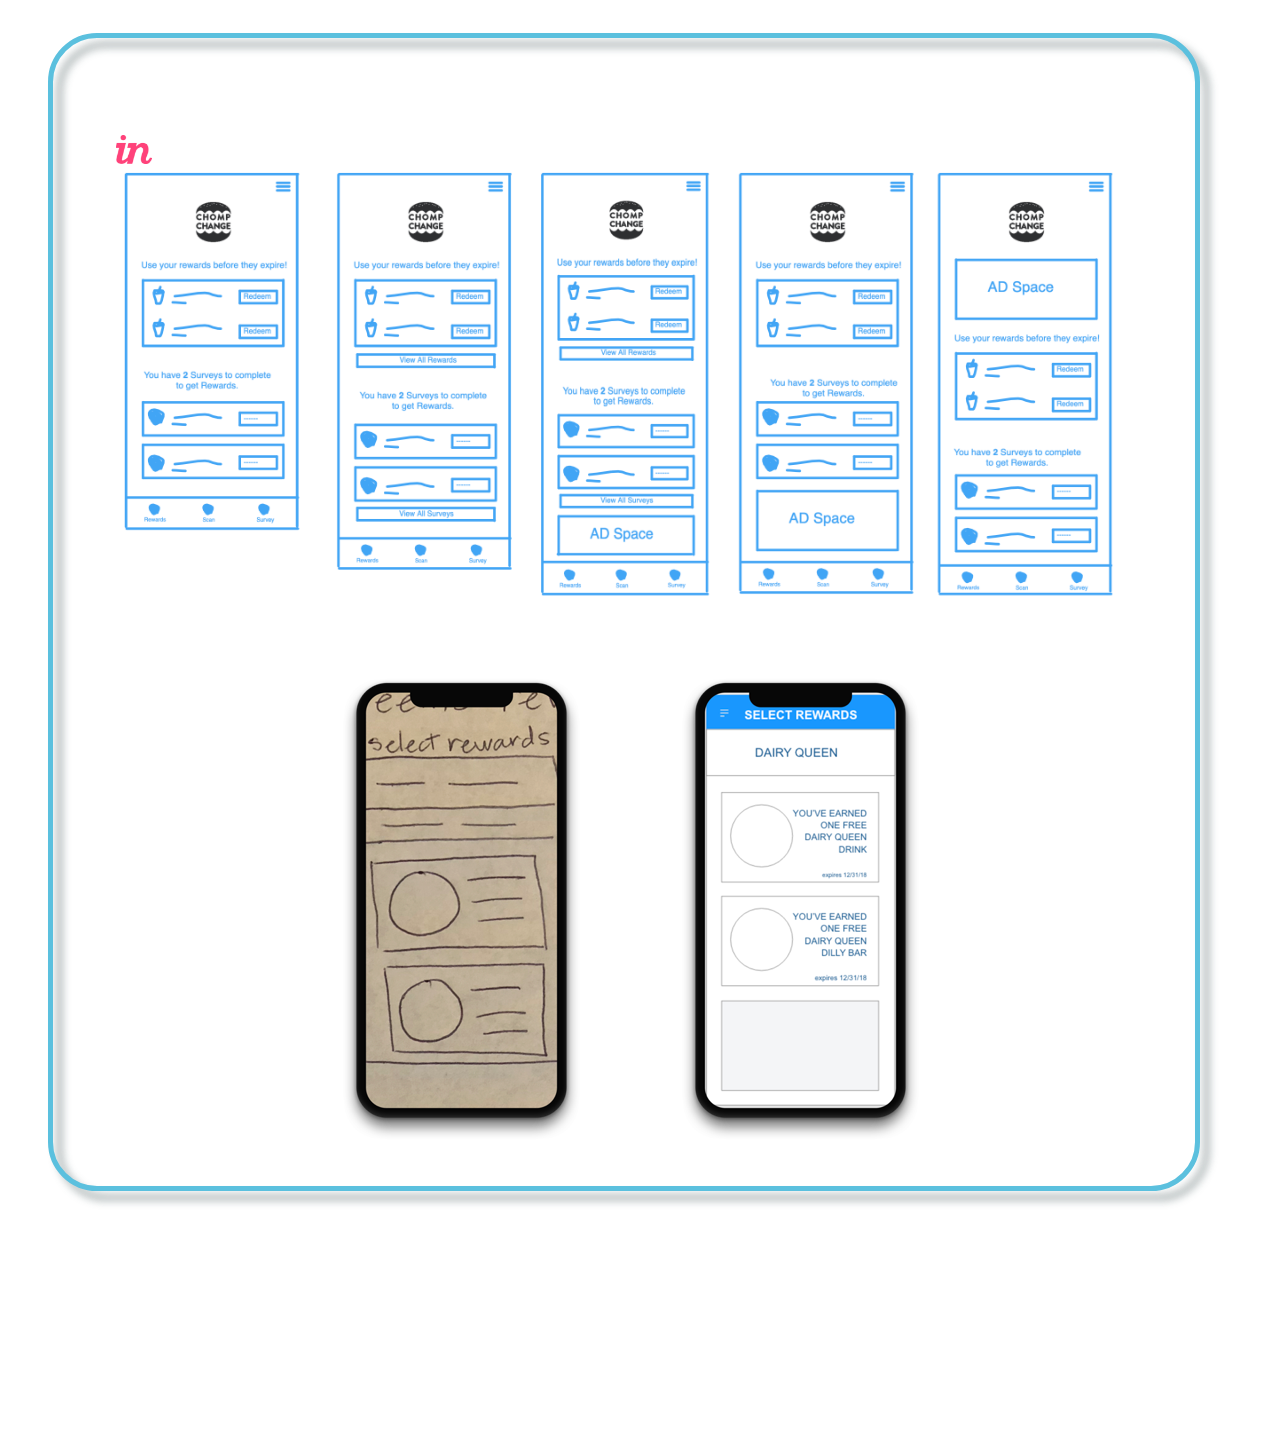 in
CHOMP
CHANGE
Use your rewards before they expire!
Redeem
Redeem
You have 2 Surveys to complete
to get Rewards.
Rewards
Scan
Survey
CHOMP
CHANGE
Use your rewards before they expire!
Redeem
Redeem
View All Rewards
You have 2 Surveys to complete
to get Rewards.
View All Surveys
Rewards
Scan
Survey
CHOMP
CHANGE
Use your rewards before they expire!
Redeem
Redeem
View All Rewards
You have 2 Surveys to complete
to get Rewards.
View All Surveys
AD Space
Rewards
Scan
Survey
CHOMP
CHANGE
Use your rewards before they expire!
Redeem
Redeem
You have 2 Surveys to complete
to get Rewards.
AD Space
Rewards
Scan
Survey
CHOMP
CHANGE
AD Space
Use your rewards before they expire!
Redeem
Redeem
You have 2 Surveys to complete
to get Rewards.
Rewards
Scan
Survey
select rewards
SELECT REWARDS
DAIRY QUEEN
YOU'VE EARNED
ONE FREE
DAIRY QUEEN
DRINK
expires 12/31/18
YOU'VE EARNED
ONE FREE
DAIRY QUEEN
DILLY BAR
expires 12/31/18